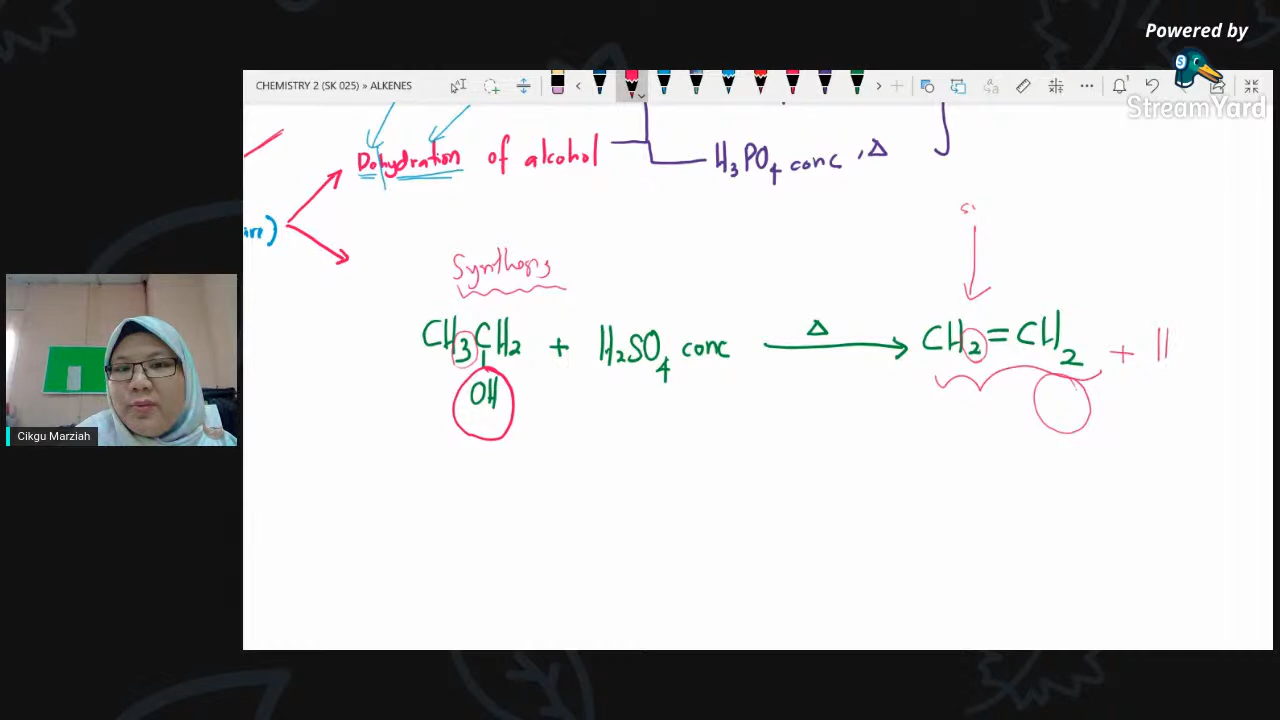 Powered by
StreamYard
CHEMISTRY 2 (SK 025) » ALKENES
Dehydration of alcohol
H₃PO₄ conc , Δ
Synthesis
CH₃CH₂ + H₂SO₄ conc Δ → CH₂=CH₂ +
OH
Cikgu Marziah